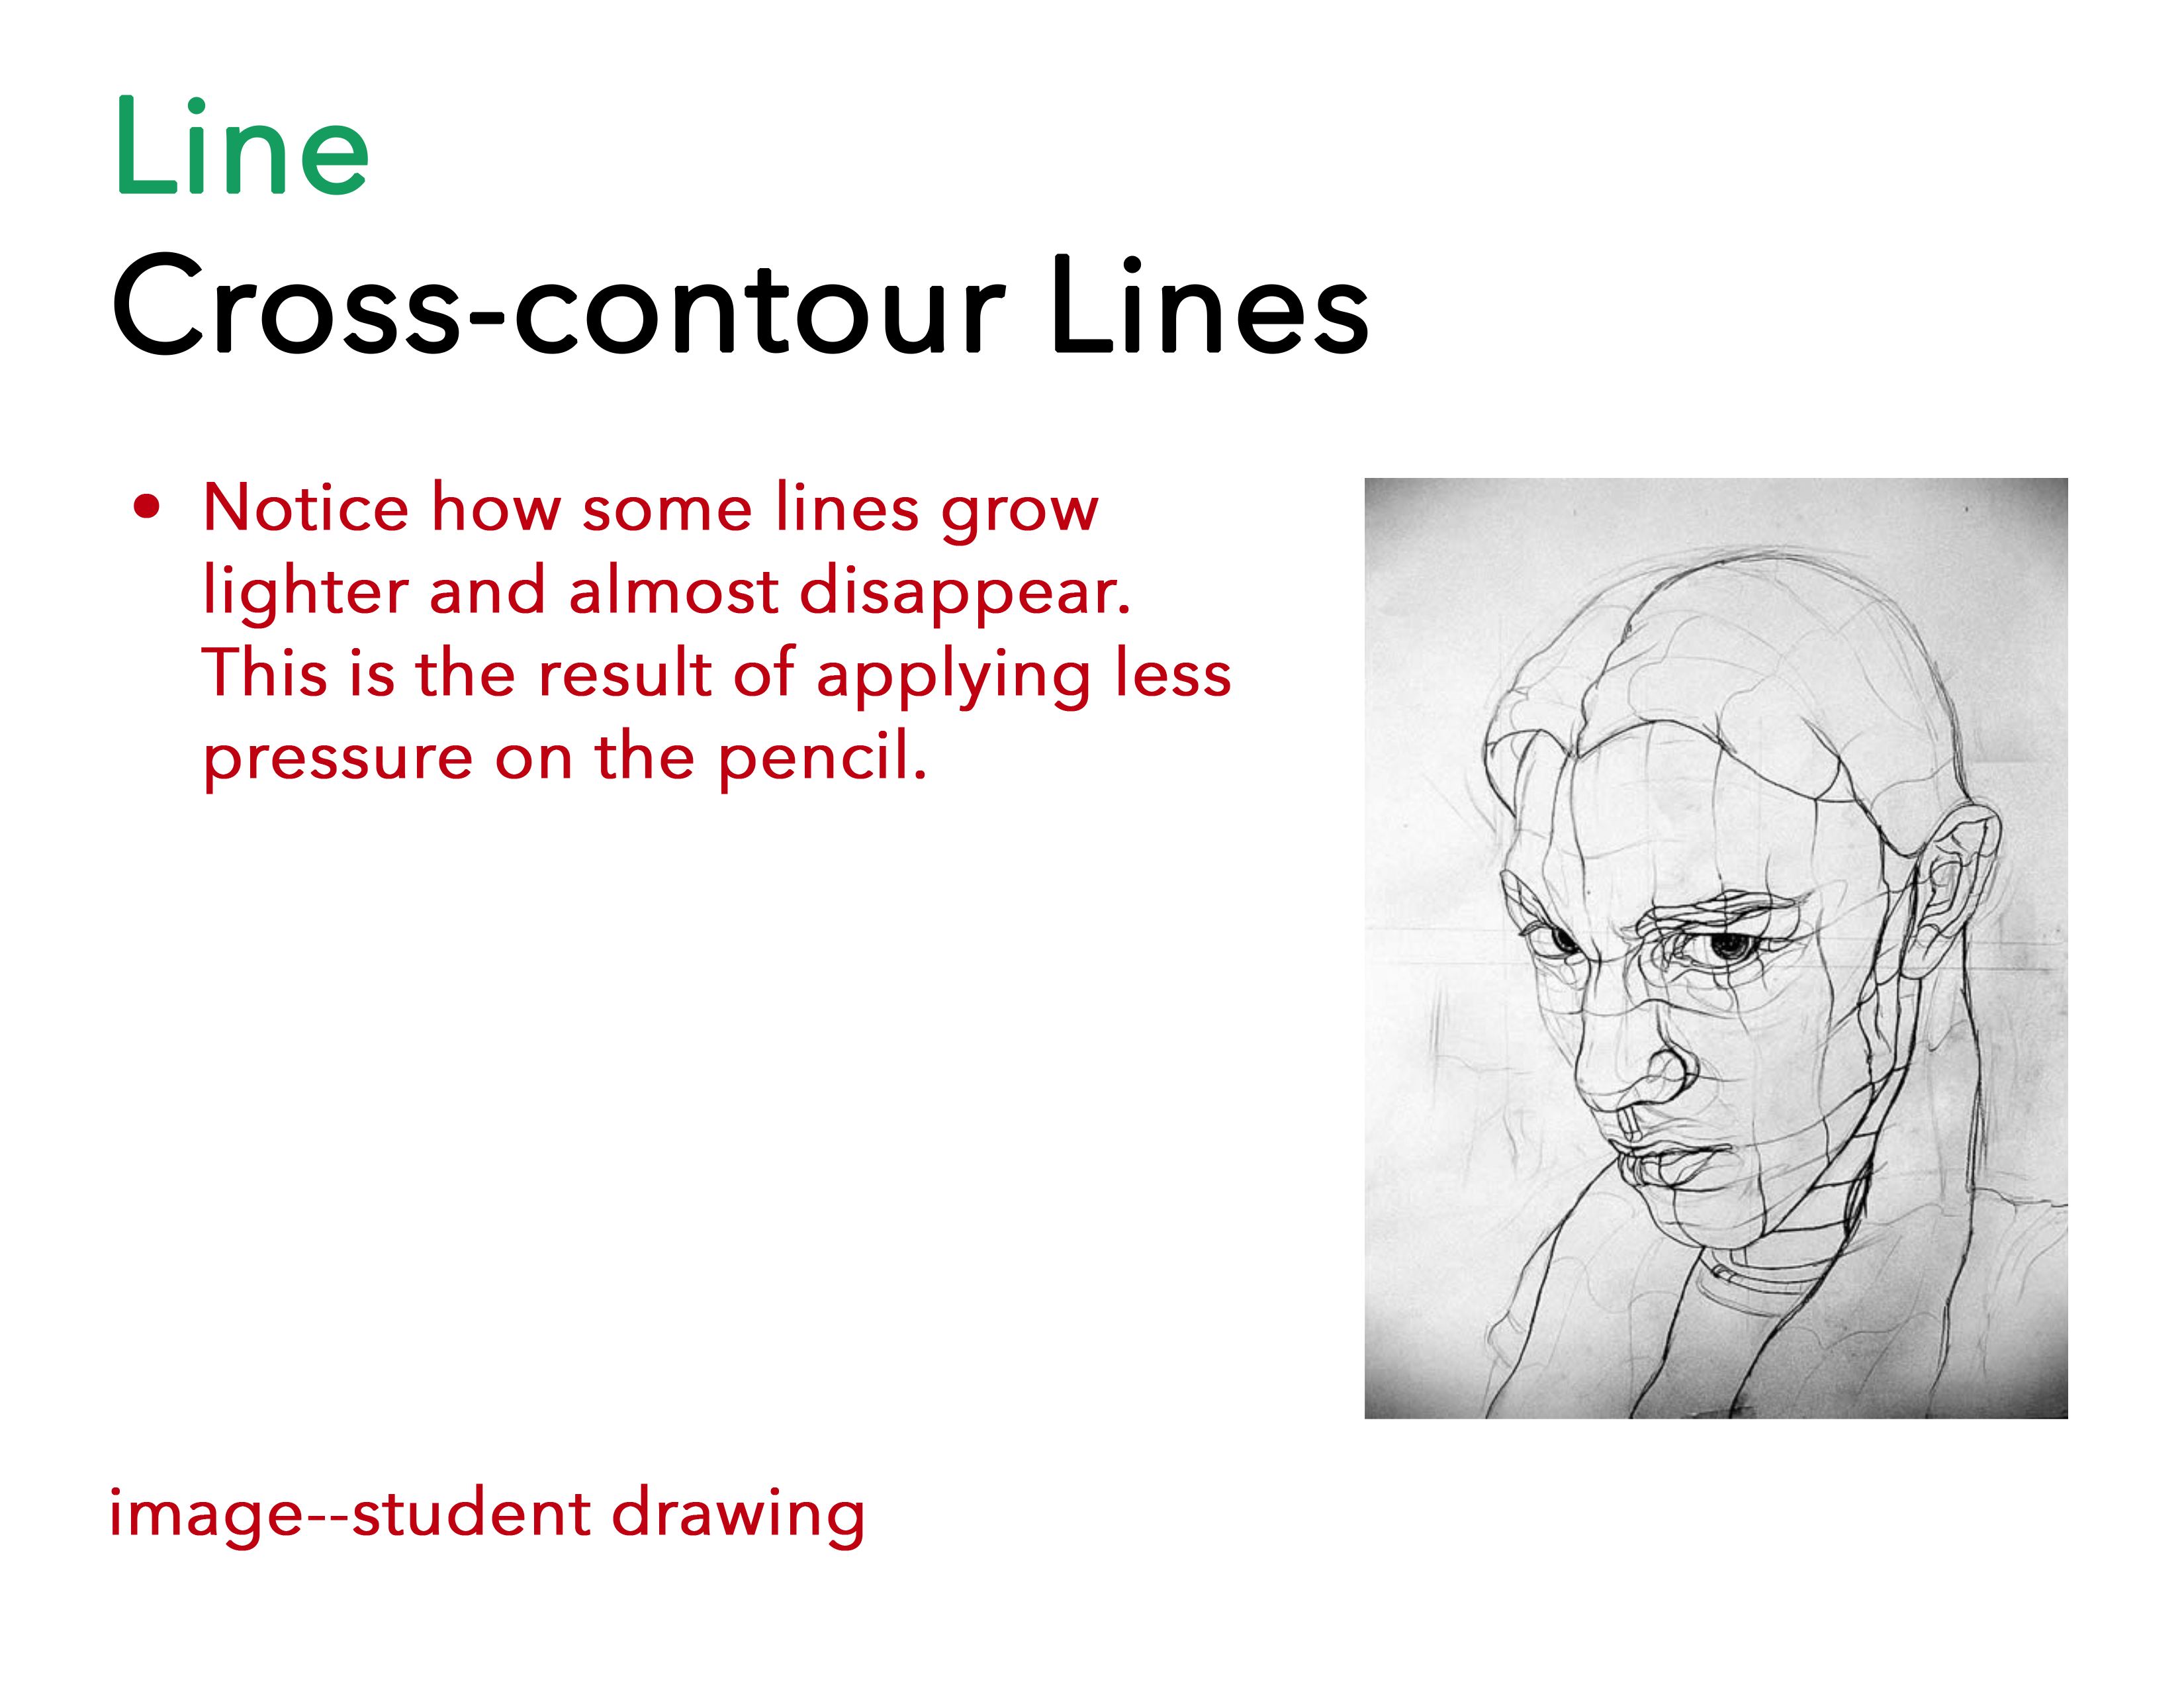 Line
Cross-contour Lines
• Notice how some lines grow
lighter and almost disappear.
This is the result of applying less
pressure on the pencil.
image--student drawing